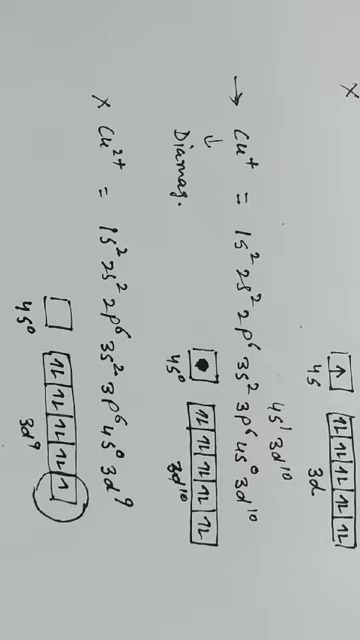 ×
4s 3d
4s¹ 3d¹⁰
→ Cu⁺ = 1s² 2s² 2p⁶ 3s² 3p⁶ 4s⁰ 3d¹⁰
↓
Diamag.
4s⁰ 3d¹⁰
× Cu²⁺ = 1s² 2s² 2p⁶ 3s² 3p⁶ 4s⁰ 3d⁹
4s⁰ 3d⁹